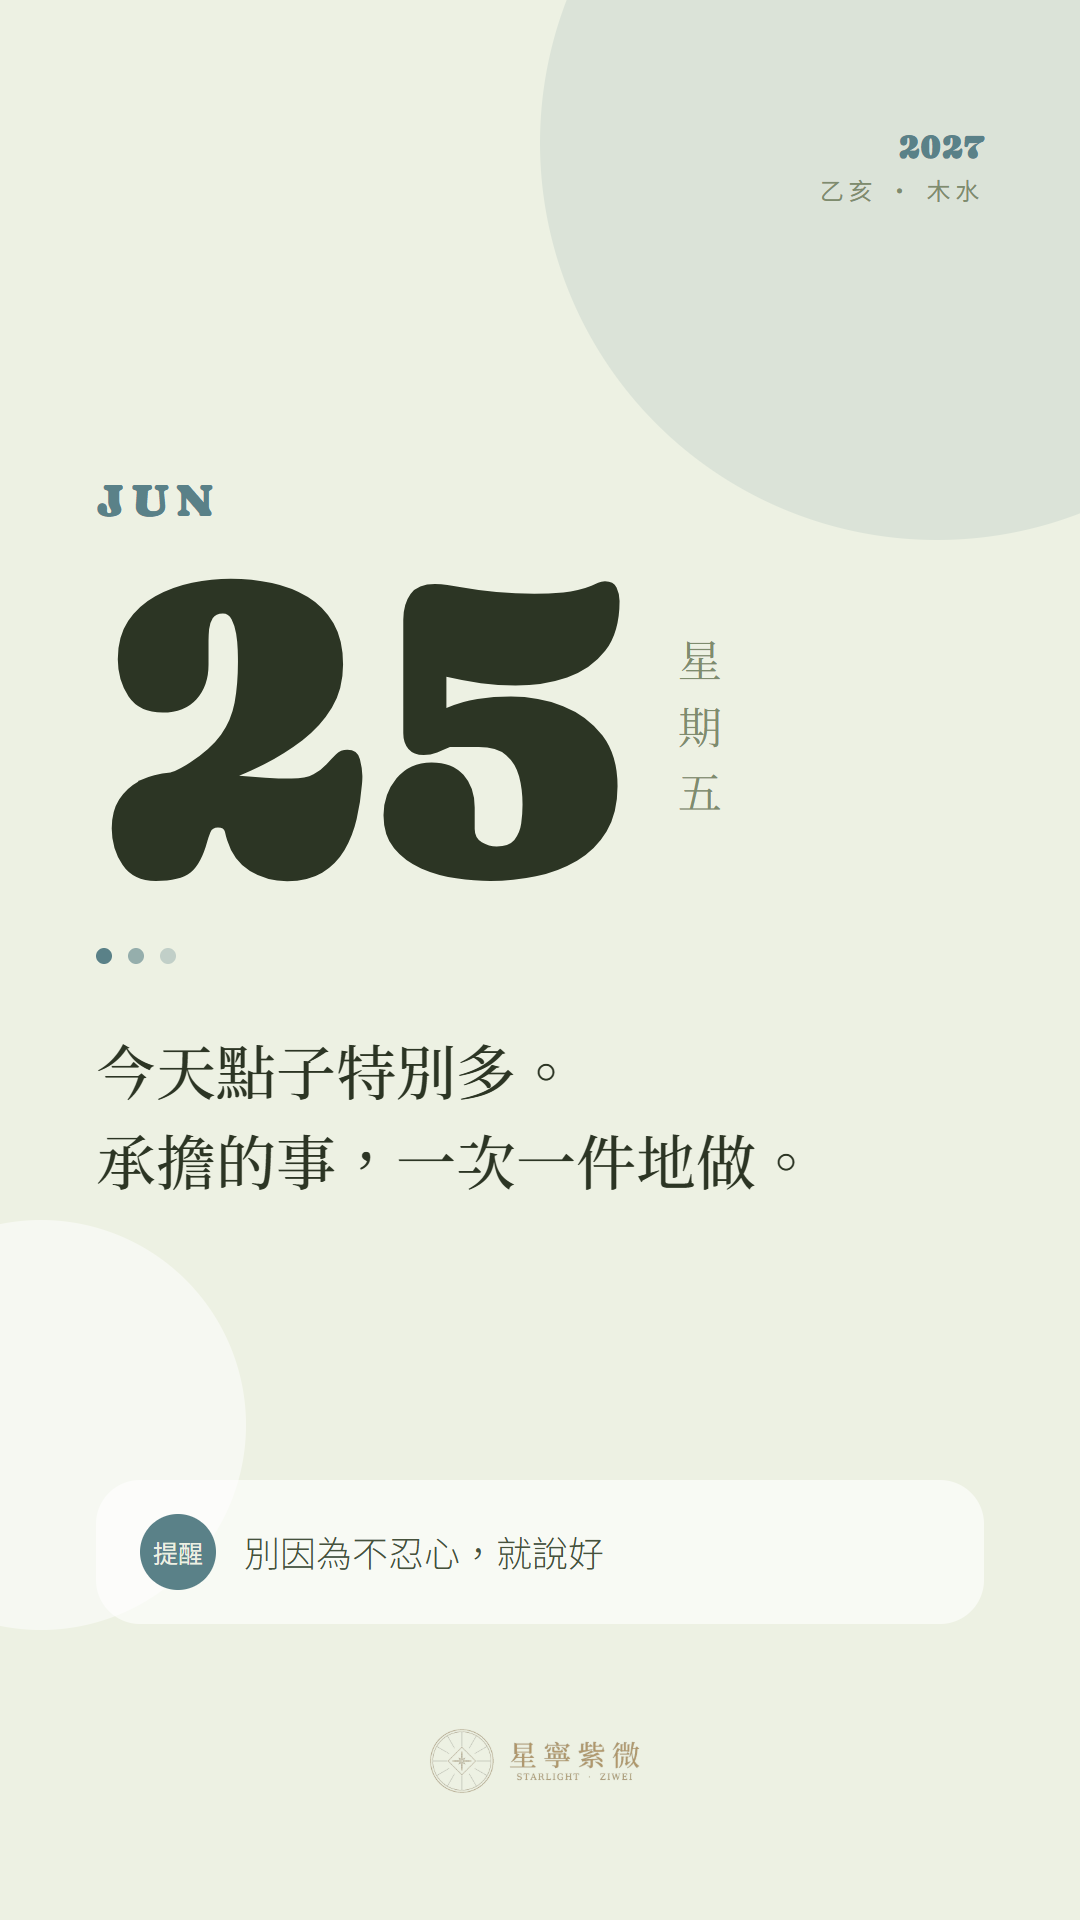 2027
乙亥 · 木水
JUN
25
星期五
今天點子特別多。
承擔的事，一次一件地做。
提醒
別因為不忍心，就說好
星寧紫微
STARLIGHT · ZIWEI